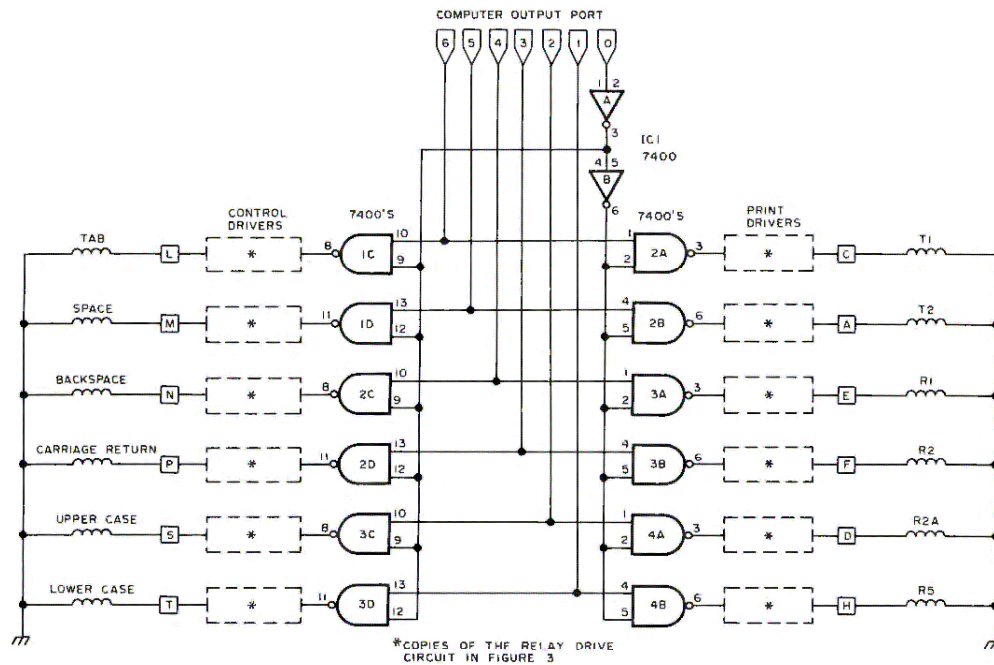 COMPUTER OUTPUT PORT
6 5 4 3 2 1 0
1 2
A
3
[C]
7400
4 5
B
6
CONTROL
DRIVERS
7400'S
7400'S
PRINT
DRIVERS
TAB L * 8 1C 10 9 1 2 2A 3 * C T1
SPACE M * 11 1D 13 12 4 5 2B 6 * A T2
BACKSPACE N * 8 2C 10 9 1 2 3A 3 * E R1
CARRIAGE RETURN P * 11 2D 13 12 4 5 3B 6 * F R2
UPPER CASE S * 8 3C 10 9 1 2 4A 3 * D R2A
LOWER CASE T * 11 3D 13 12 4 5 4B 6 * H R5
*COPIES OF THE RELAY DRIVE
CIRCUIT IN FIGURE 3